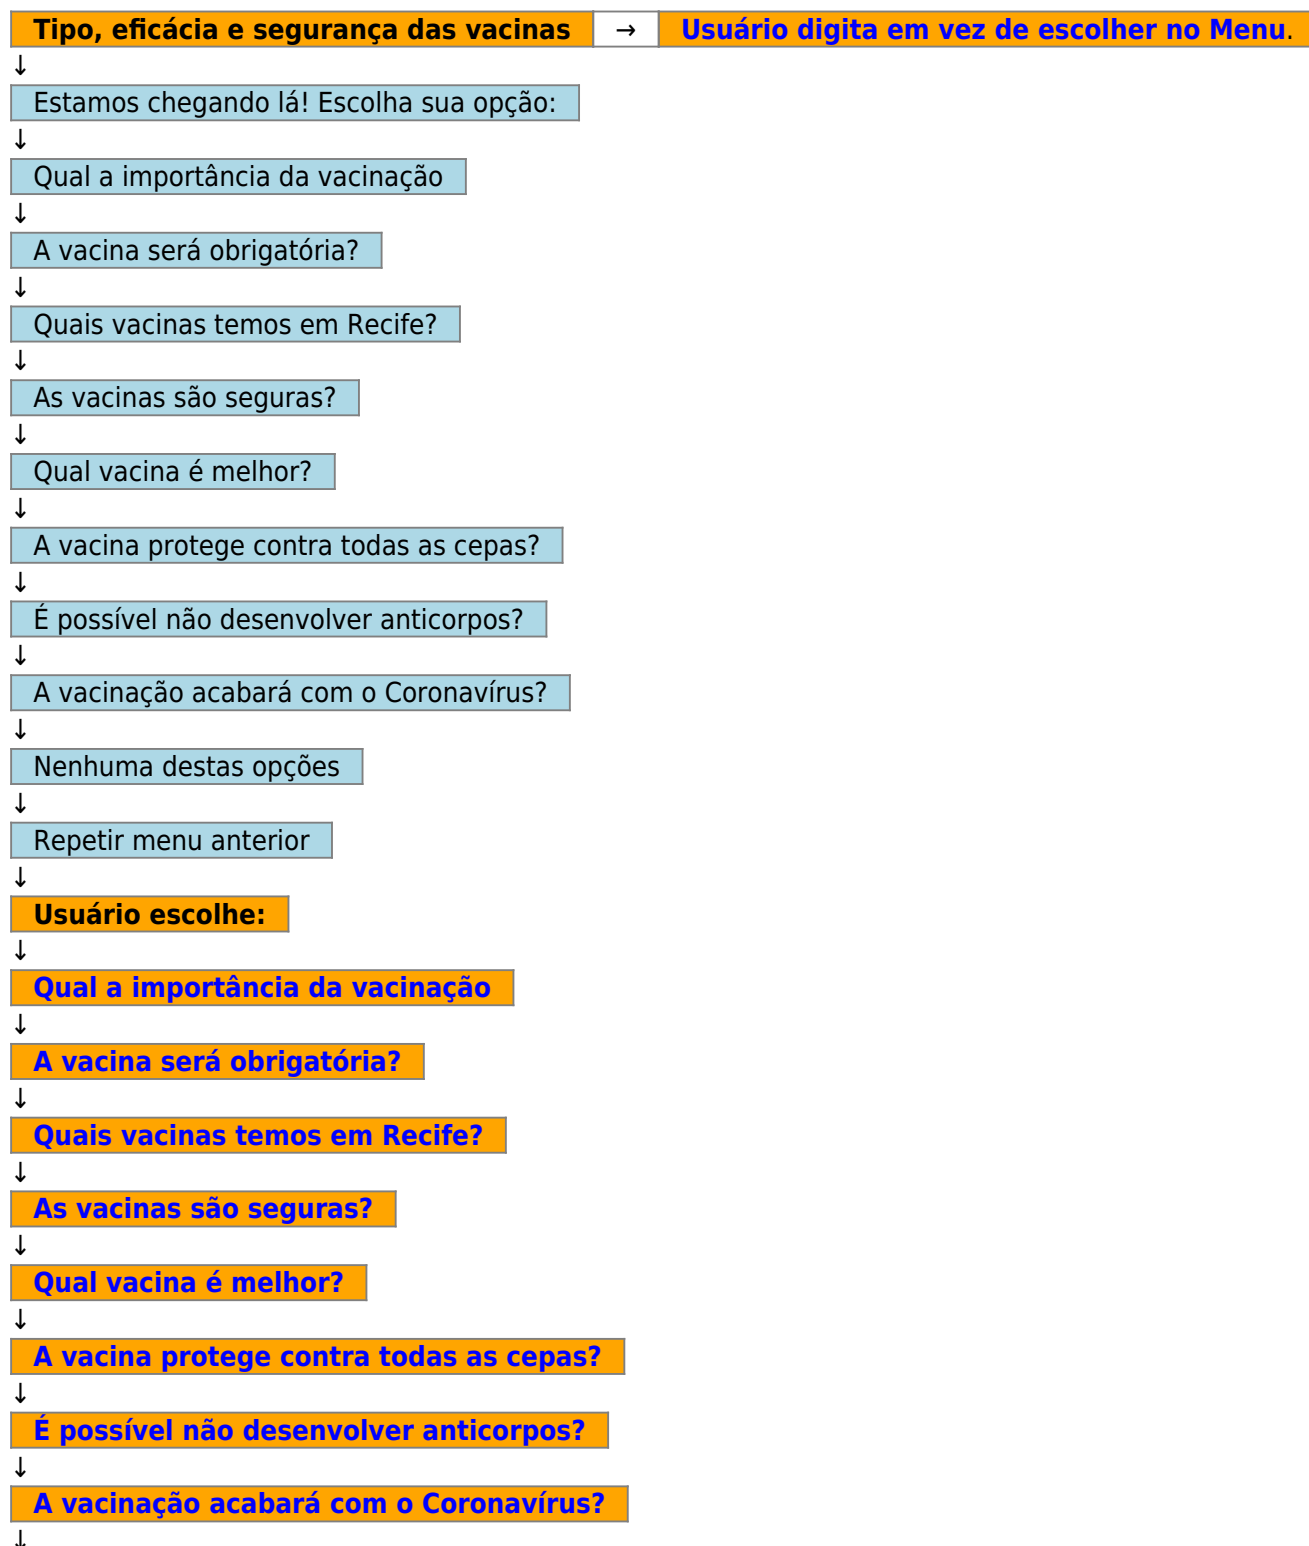 Tipo, eficácia e segurança das vacinas → Usuário digita em vez de escolher no Menu.
↓
Estamos chegando lá! Escolha sua opção:
↓
Qual a importância da vacinação
↓
A vacina será obrigatória?
↓
Quais vacinas temos em Recife?
↓
As vacinas são seguras?
↓
Qual vacina é melhor?
↓
A vacina protege contra todas as cepas?
↓
É possível não desenvolver anticorpos?
↓
A vacinação acabará com o Coronavírus?
↓
Nenhuma destas opções
↓
Repetir menu anterior
↓
Usuário escolhe:
↓
Qual a importância da vacinação
↓
A vacina será obrigatória?
↓
Quais vacinas temos em Recife?
↓
As vacinas são seguras?
↓
Qual vacina é melhor?
↓
A vacina protege contra todas as cepas?
↓
É possível não desenvolver anticorpos?
↓
A vacinação acabará com o Coronavírus?
↓